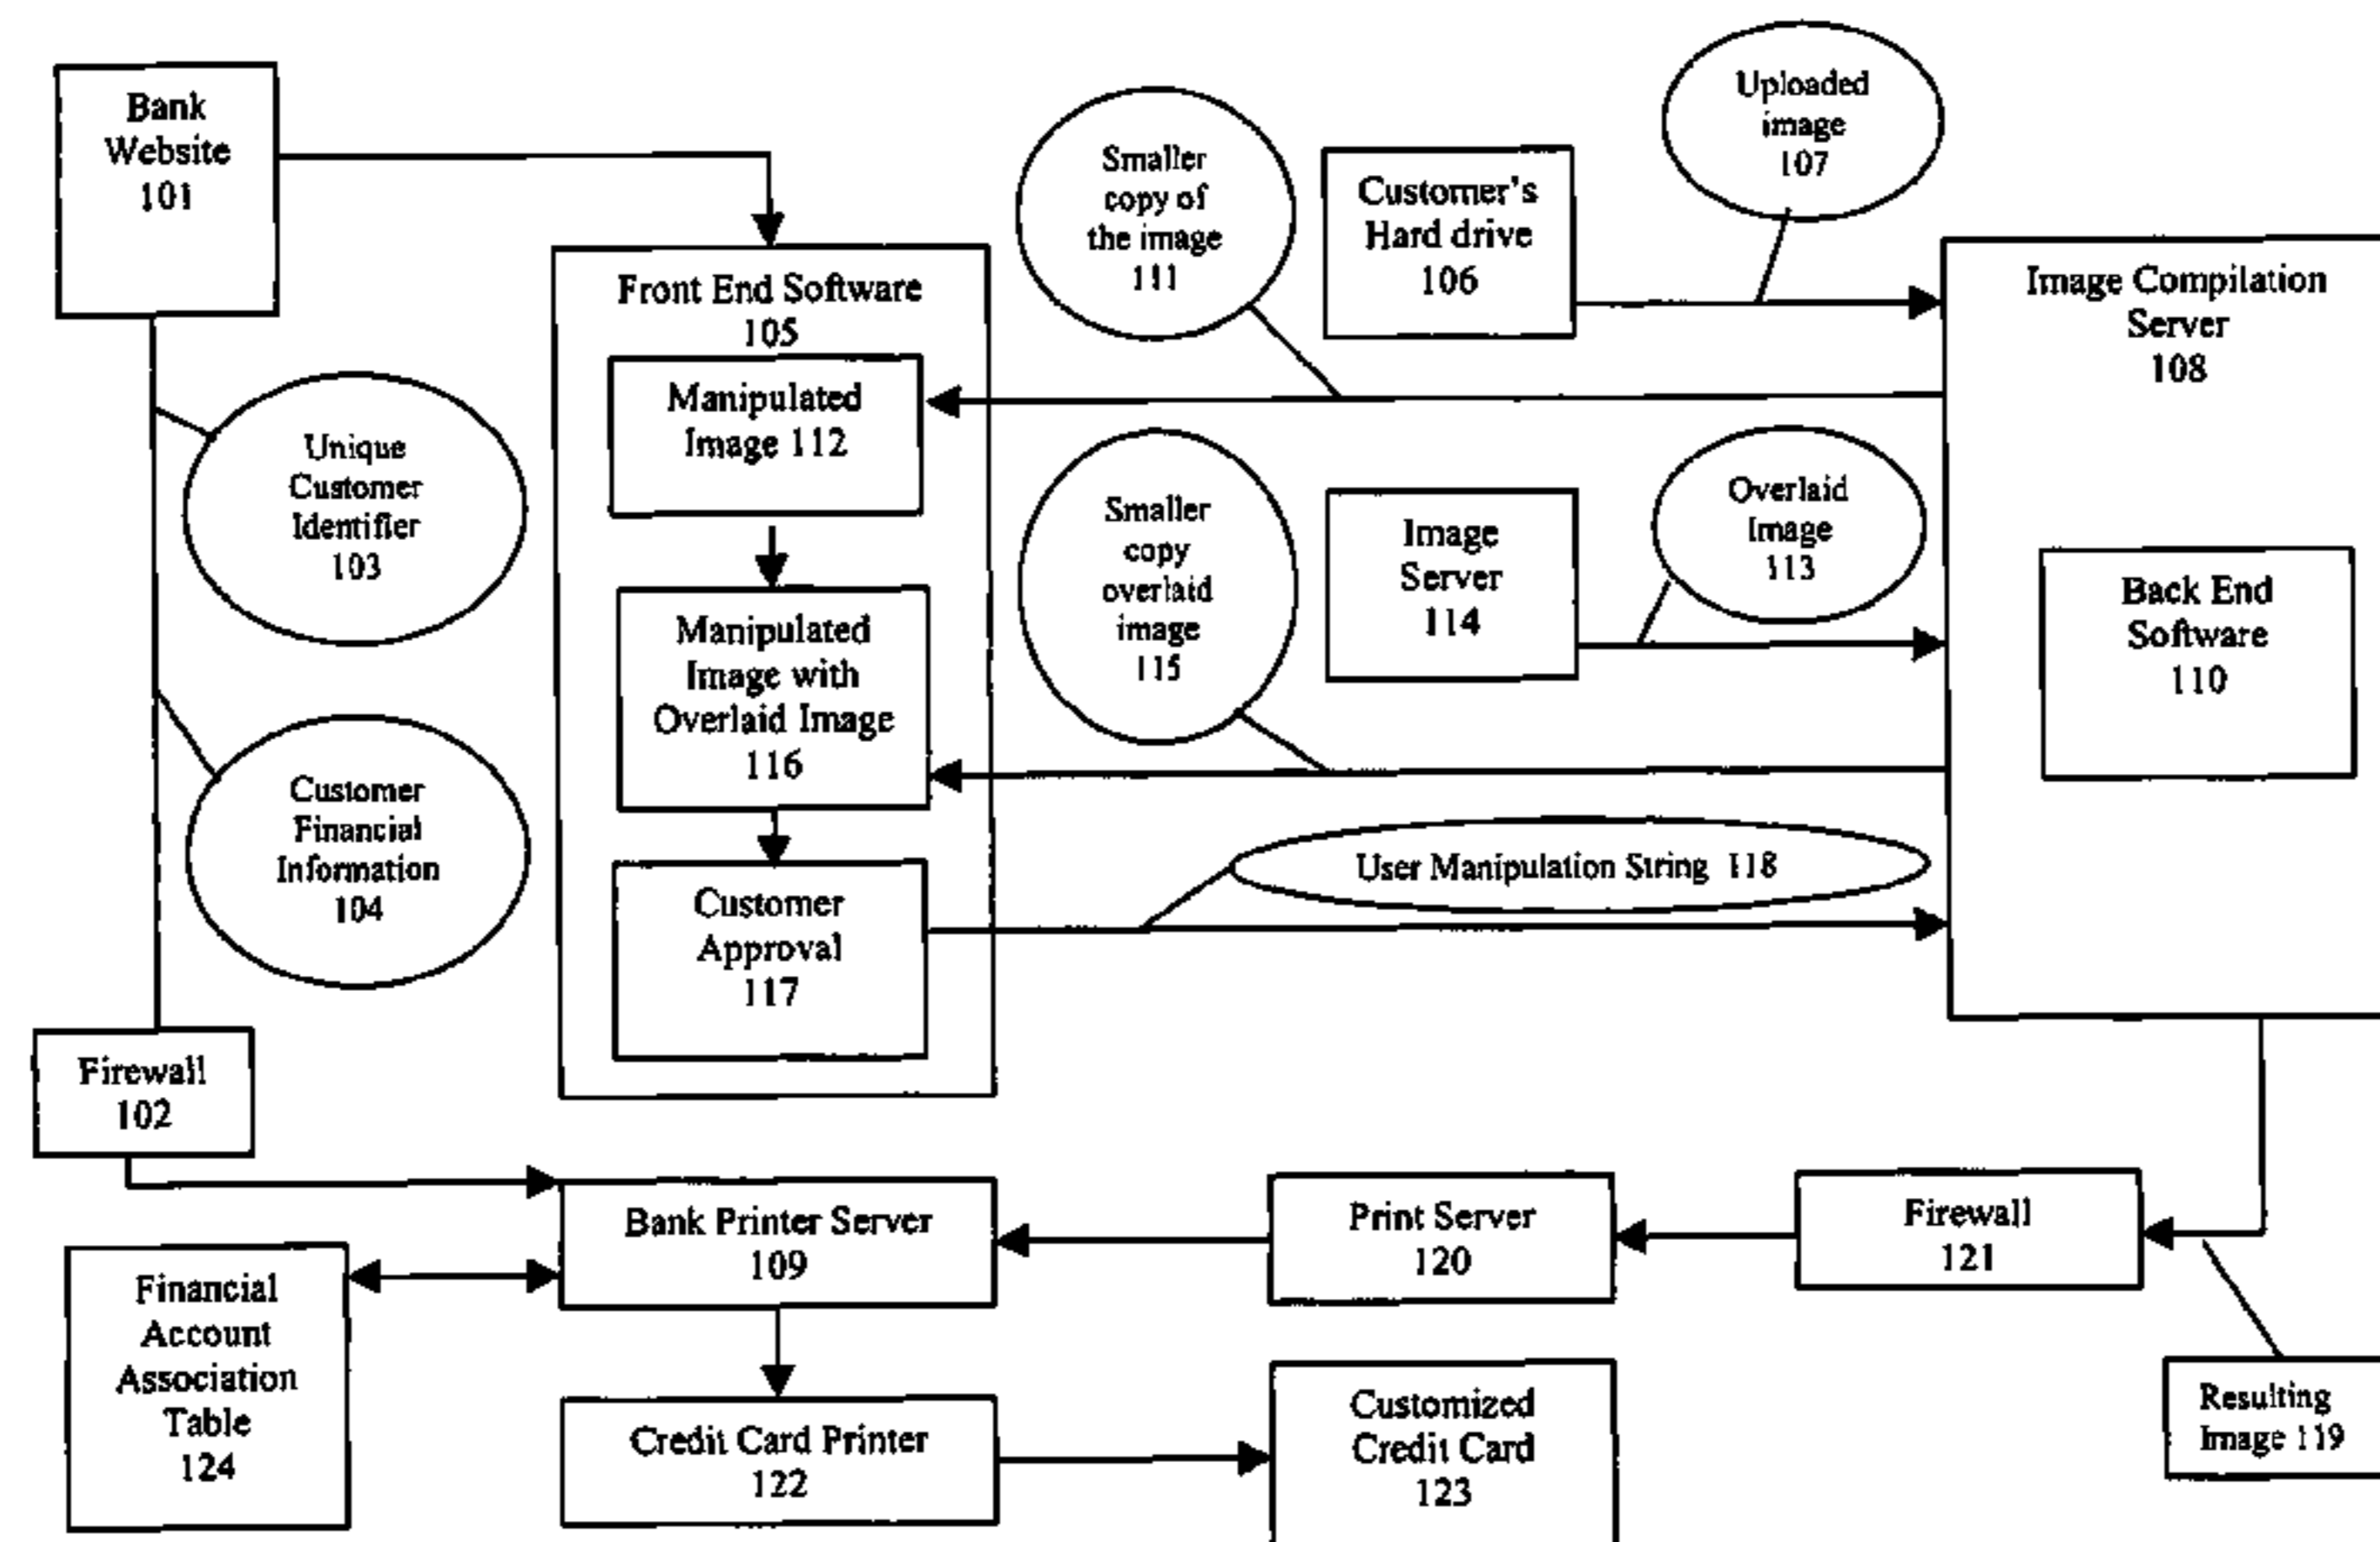 Bank
Website
101
Uploaded
image
107
Smaller
copy of
the image
111
Customer's
Hard drive
106
Front End Software
105
Image Compilation
Server
108
Manipulated
Image 112
Unique
Customer
Identifier
103
Smaller
copy
overlaid
image
115
Image
Server
114
Overlaid
Image
113
Back End
Software
110
Manipulated
Image with
Overlaid Image
116
Customer
Financial
Information
104
User Manipulation String 118
Customer
Approval
117
Firewall
102
Bank Printer Server
109
Print Server
120
Firewall
121
Financial
Account
Association
Table
124
Credit Card Printer
122
Customized
Credit Card
123
Resulting
Image 119